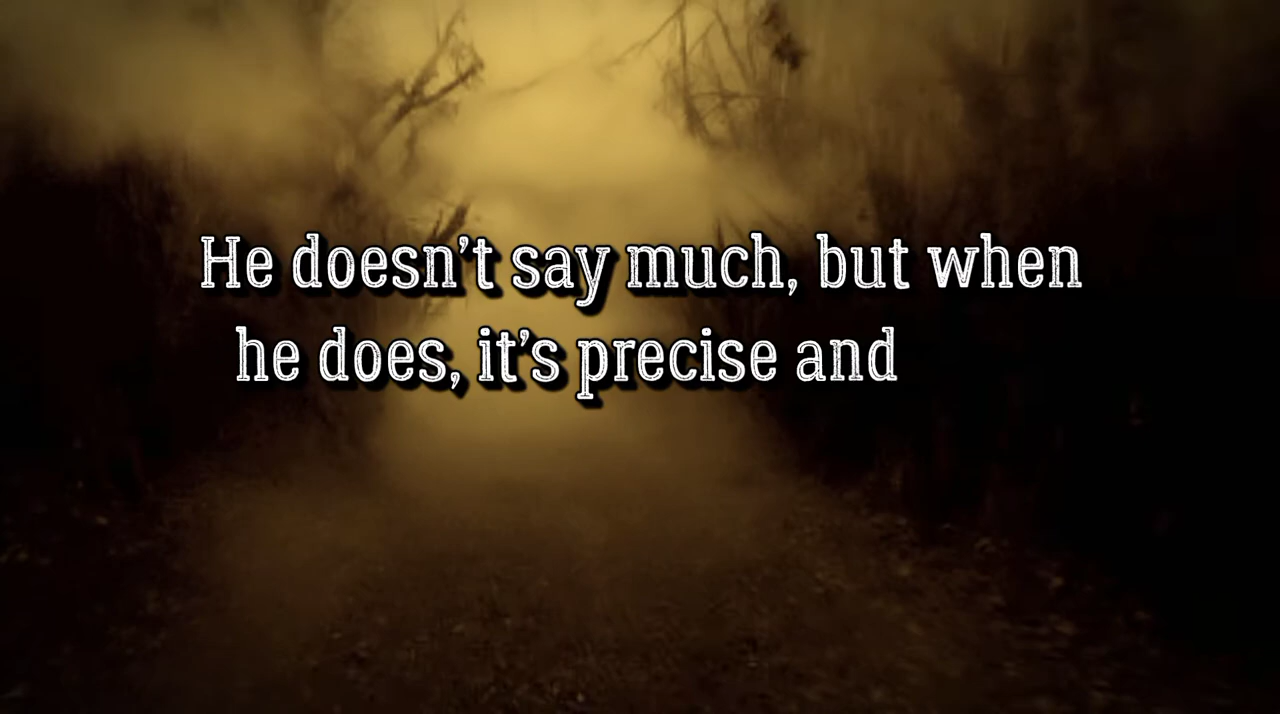 He doesn’t say much, but when
he does, it’s precise and